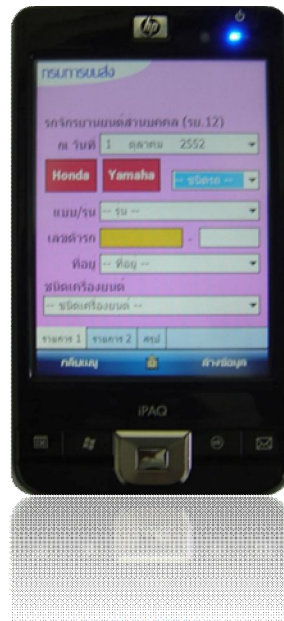 hp
กรมการขนส่ง
รถจักรยานยนต์ส่วนบุคคล (รย.12)
ณ วันที่ 1 ตุลาคม 2552
Honda Yamaha -- ชนิดรถ --
แบบ/รุ่น -- รุ่น --
เลขตัวรถ -
ที่อยู่ -- ที่อยู่ --
ชนิดเครื่องยนต์
-- ชนิดเครื่องยนต์ --
รายการ 1 รายการ 2 สรุป
กลับเมนู ล้างข้อมูล
iPAQ